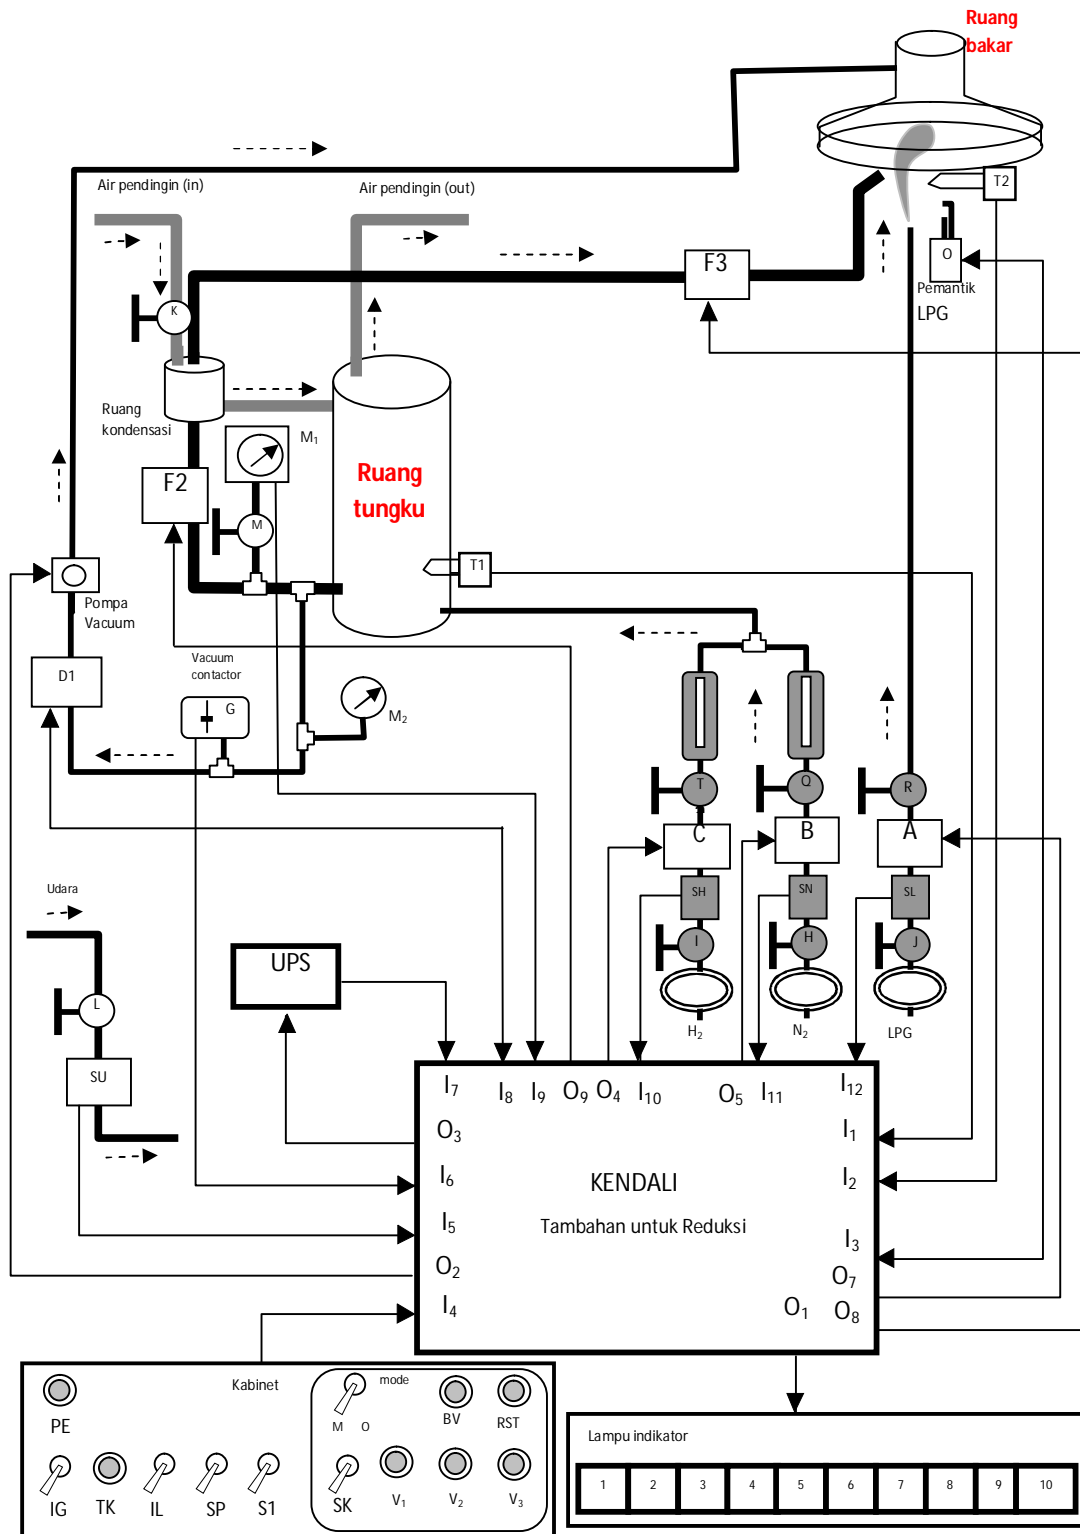 Ruang
bakar
Air pendingin (in)
Air pendingin (out)
T2
F3
O
Pemantik
LPG
K
Ruang
kondensasi
M1
F2
Ruang
tungku
M
T1
Pompa
Vacuum
Vacuum
contactor
D1
G
M2
T
Q
R
C
B
A
Udara
SH
SN
SL
UPS
I
H
J
L
H2
N2
LPG
SU
I7
I8
I9
O9
O4
I10
O5
I11
I12
O3
I1
I6
KENDALI
I2
I5
Tambahan untuk Reduksi
I3
O2
O7
I4
O1
O8
Kabinet
mode
PE
M O
BV
RST
Lampu indikator
IG
TK
IL
SP
S1
SK
V1
V2
V3
1 2 3 4 5 6 7 8 9 10